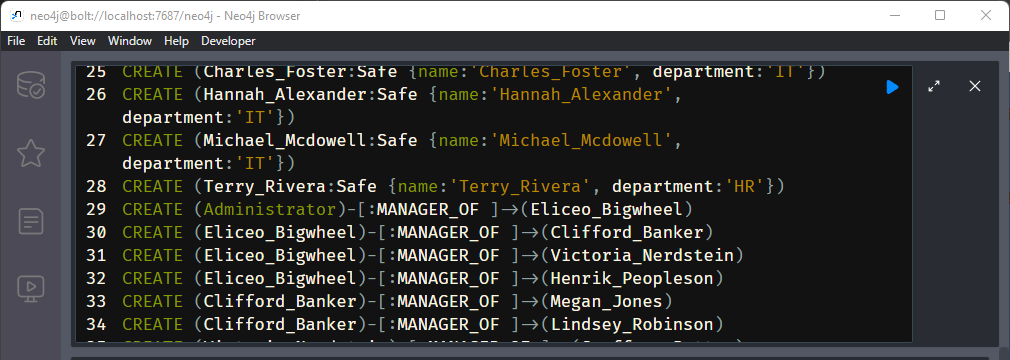 neo4j@bolt://localhost:7687/neo4j - Neo4j Browser
File Edit View Window Help Developer
25 CREATE (Charles_Foster:Safe {name:'Charles_Foster', department:'IT'})
26 CREATE (Hannah_Alexander:Safe {name:'Hannah_Alexander',
department:'IT'})
27 CREATE (Michael_Mcdowell:Safe {name:'Michael_Mcdowell',
department:'IT'})
28 CREATE (Terry_Rivera:Safe {name:'Terry_Rivera', department:'HR'})
29 CREATE (Administrator)-[:MANAGER_OF ]->(Eliceo_Bigwheel)
30 CREATE (Eliceo_Bigwheel)-[:MANAGER_OF ]->(Clifford_Banker)
31 CREATE (Eliceo_Bigwheel)-[:MANAGER_OF ]->(Victoria_Nerdstein)
32 CREATE (Eliceo_Bigwheel)-[:MANAGER_OF ]->(Henrik_Peopleson)
33 CREATE (Clifford_Banker)-[:MANAGER_OF ]->(Megan_Jones)
34 CREATE (Clifford_Banker)-[:MANAGER_OF ]->(Lindsey_Robinson)